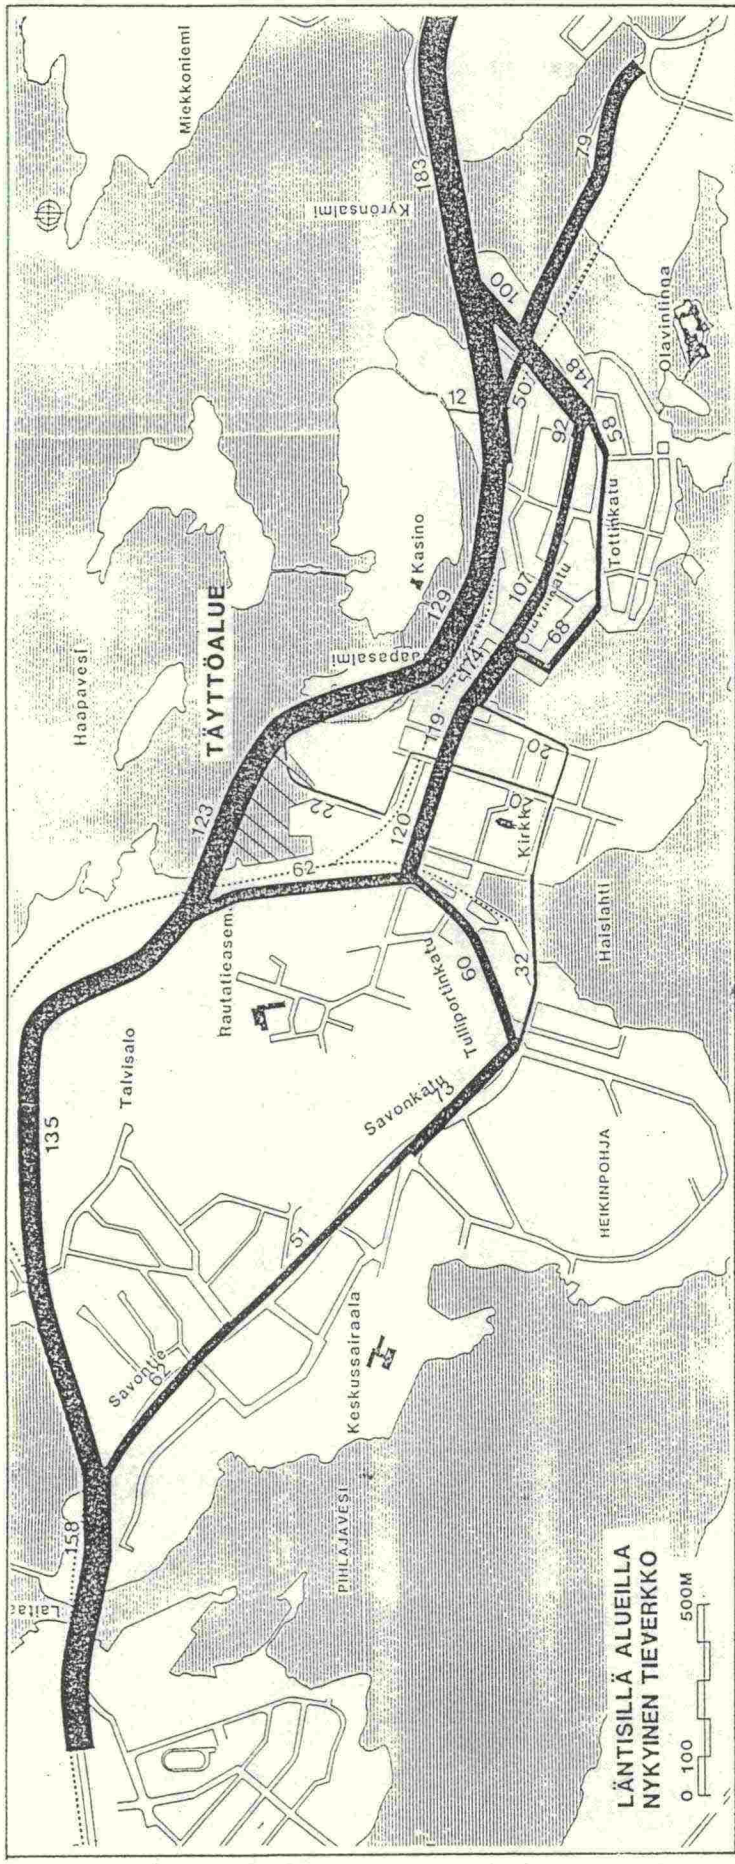 Miekkoniemi
183
Kyrönsalmi
79
100
Olavinlinna
148
50
12
92
58
Tottinkatu
Haapavesi
TÄYTTÖALUE
Kasino
129
107
68
74
119
123
22
120
20
Kirkko
62
Rautatieasem.
Tulliportinkatu
60
32
Haislahti
Talvisalo
135
Savonkatu
73
HEIKINPOHJA
51
Savontie
62
Keskussairaala
158
PIHLAJAVESI
LÄNTISILLÄ ALUEILLA
NYKYINEN TIEVERKKO
0 100 500M